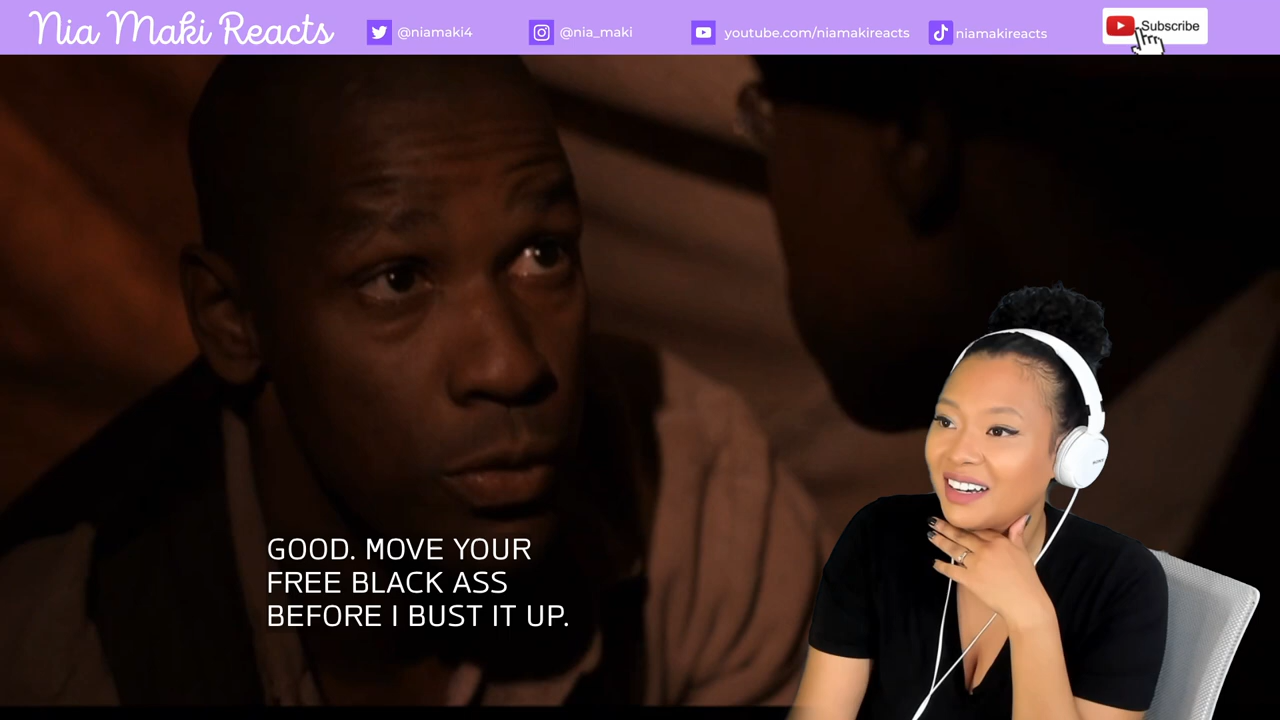 Nia Maki Reacts
@niamaki4
@nia_maki
youtube.com/niamakireacts
niamakireacts
Subscribe
GOOD. MOVE YOUR
FREE BLACK ASS
BEFORE I BUST IT UP.